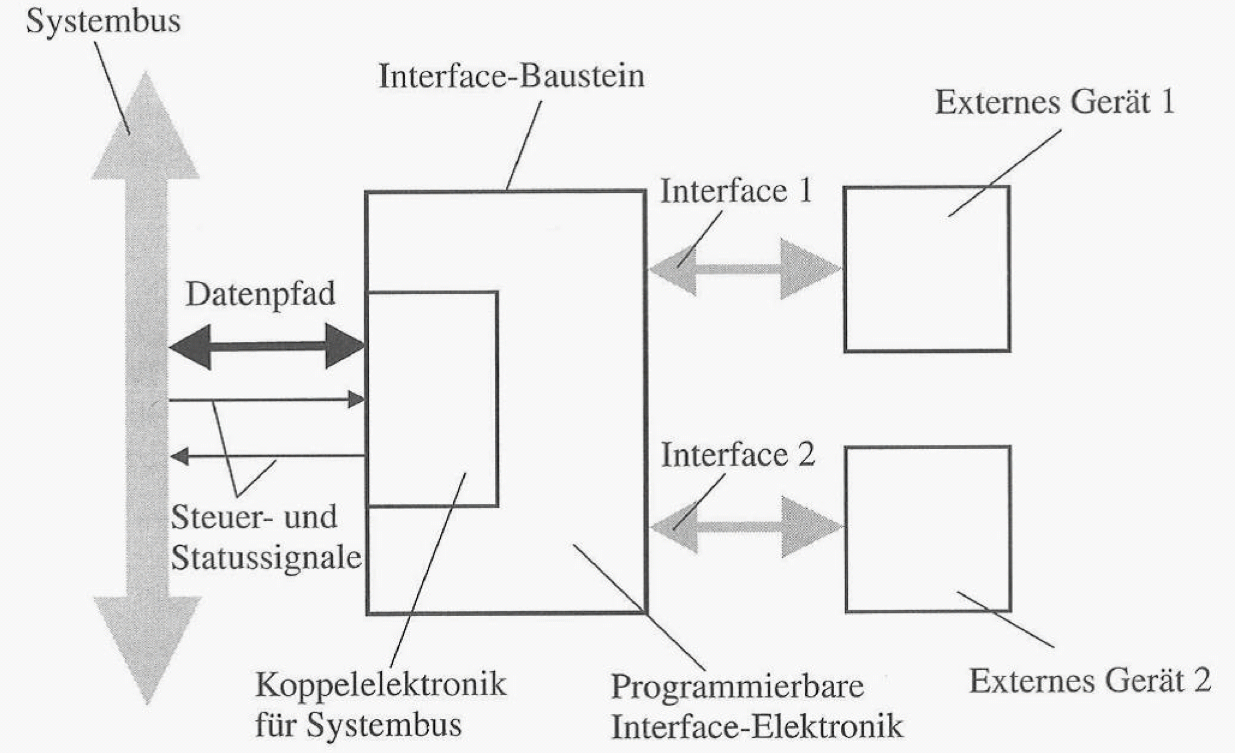 Systembus
Interface-Baustein
Externes Gerät 1
Interface 1
Datenpfad
Interface 2
Steuer- und
Statussignale
Koppelelektronik
für Systembus
Programmierbare
Interface-Elektronik
Externes Gerät 2